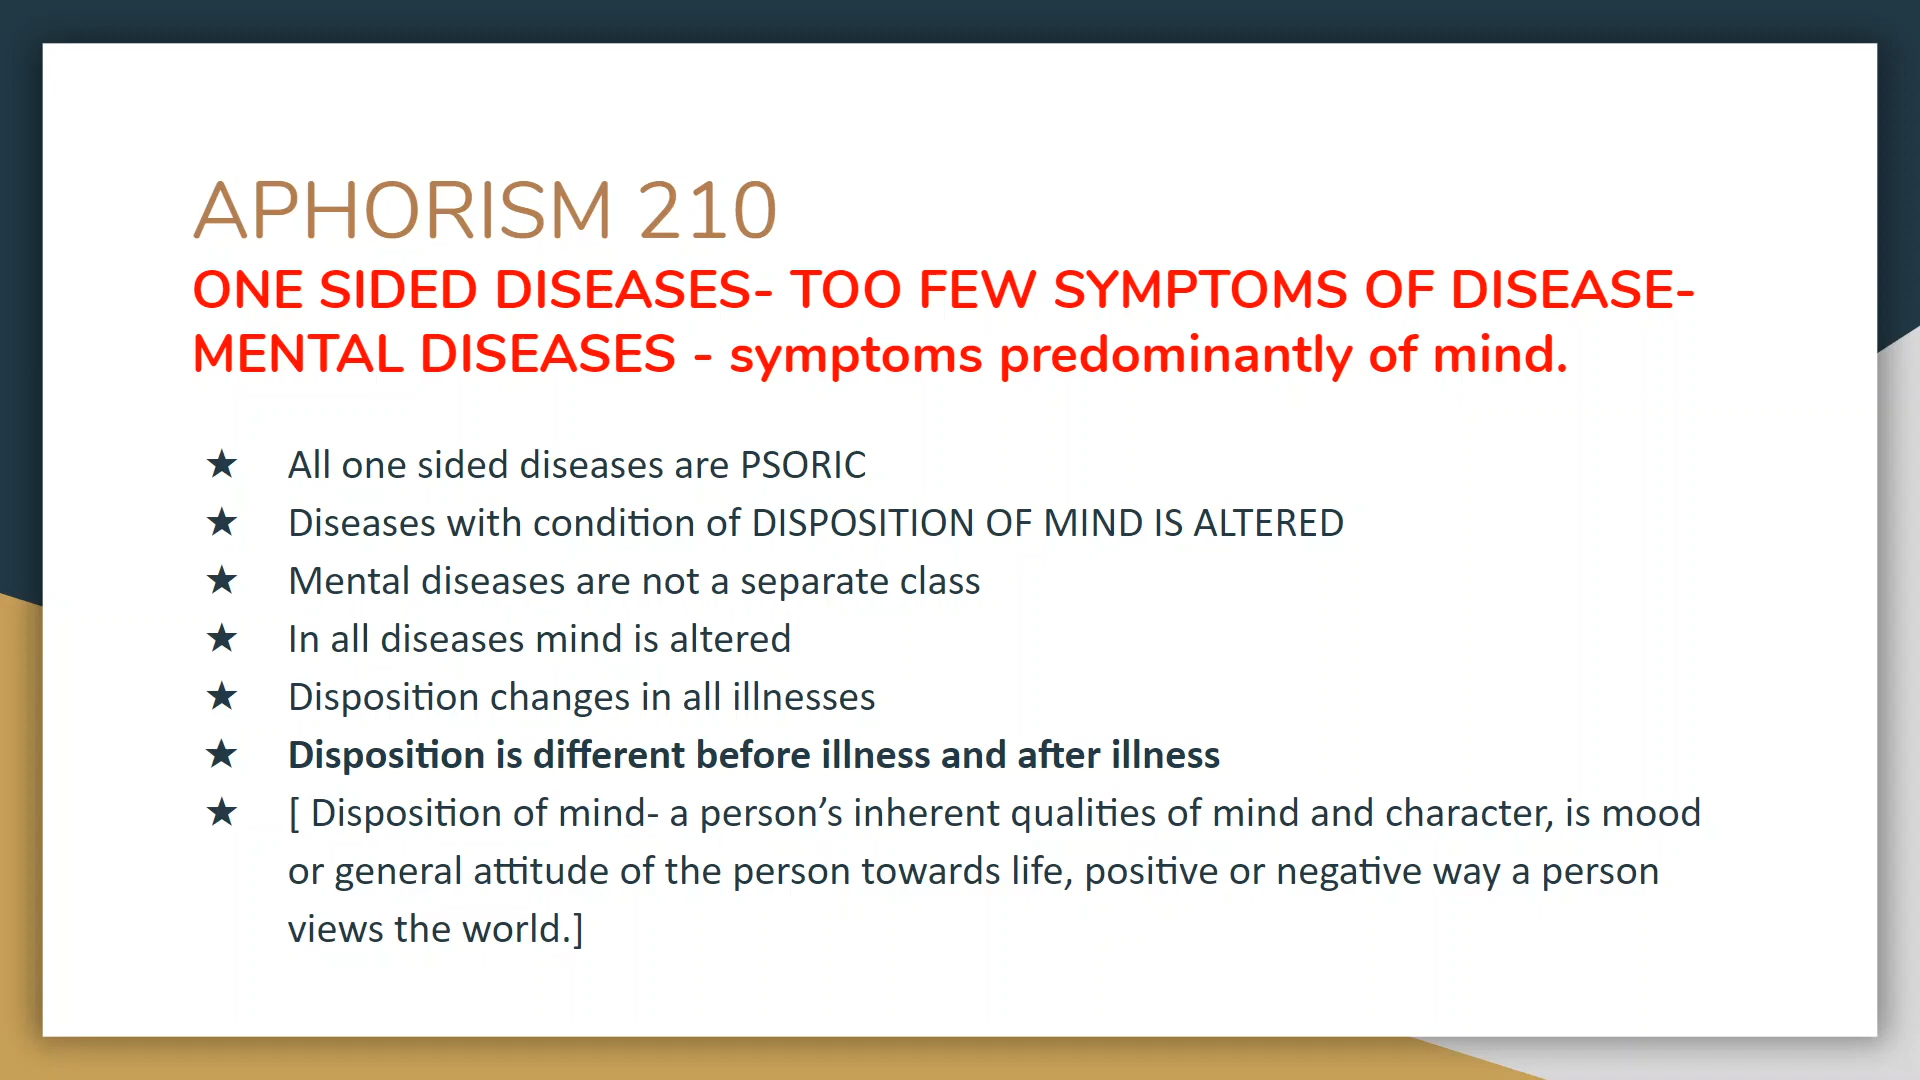 APHORISM 210
ONE SIDED DISEASES- TOO FEW SYMPTOMS OF DISEASE-
MENTAL DISEASES - symptoms predominantly of mind.
★ All one sided diseases are PSORIC
★ Diseases with condition of DISPOSITION OF MIND IS ALTERED
★ Mental diseases are not a separate class
★ In all diseases mind is altered
★ Disposition changes in all illnesses
★ Disposition is different before illness and after illness
★ [ Disposition of mind- a person’s inherent qualities of mind and character, is mood
or general attitude of the person towards life, positive or negative way a person
views the world.]